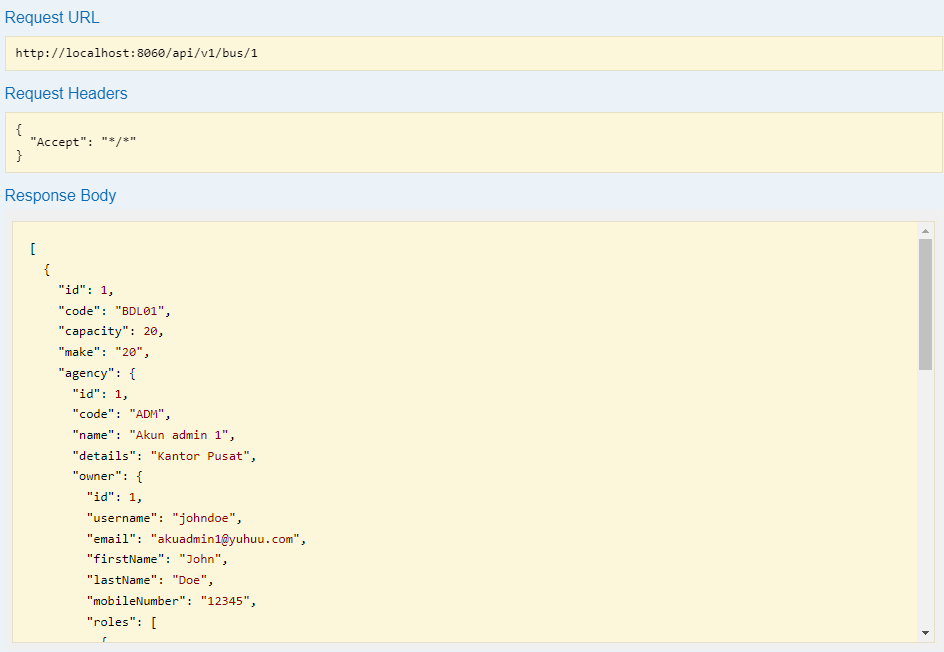 Request URL
http://localhost:8060/api/v1/bus/1
Request Headers
{
  "Accept": "*/*"
}
Response Body
[
  {
    "id": 1,
    "code": "BDL01",
    "capacity": 20,
    "make": "20",
    "agency": {
      "id": 1,
      "code": "ADM",
      "name": "Akun admin 1",
      "details": "Kantor Pusat",
      "owner": {
        "id": 1,
        "username": "johndoe",
        "email": "akuadmin1@yuhuu.com",
        "firstName": "John",
        "lastName": "Doe",
        "mobileNumber": "12345",
        "roles": [
          {